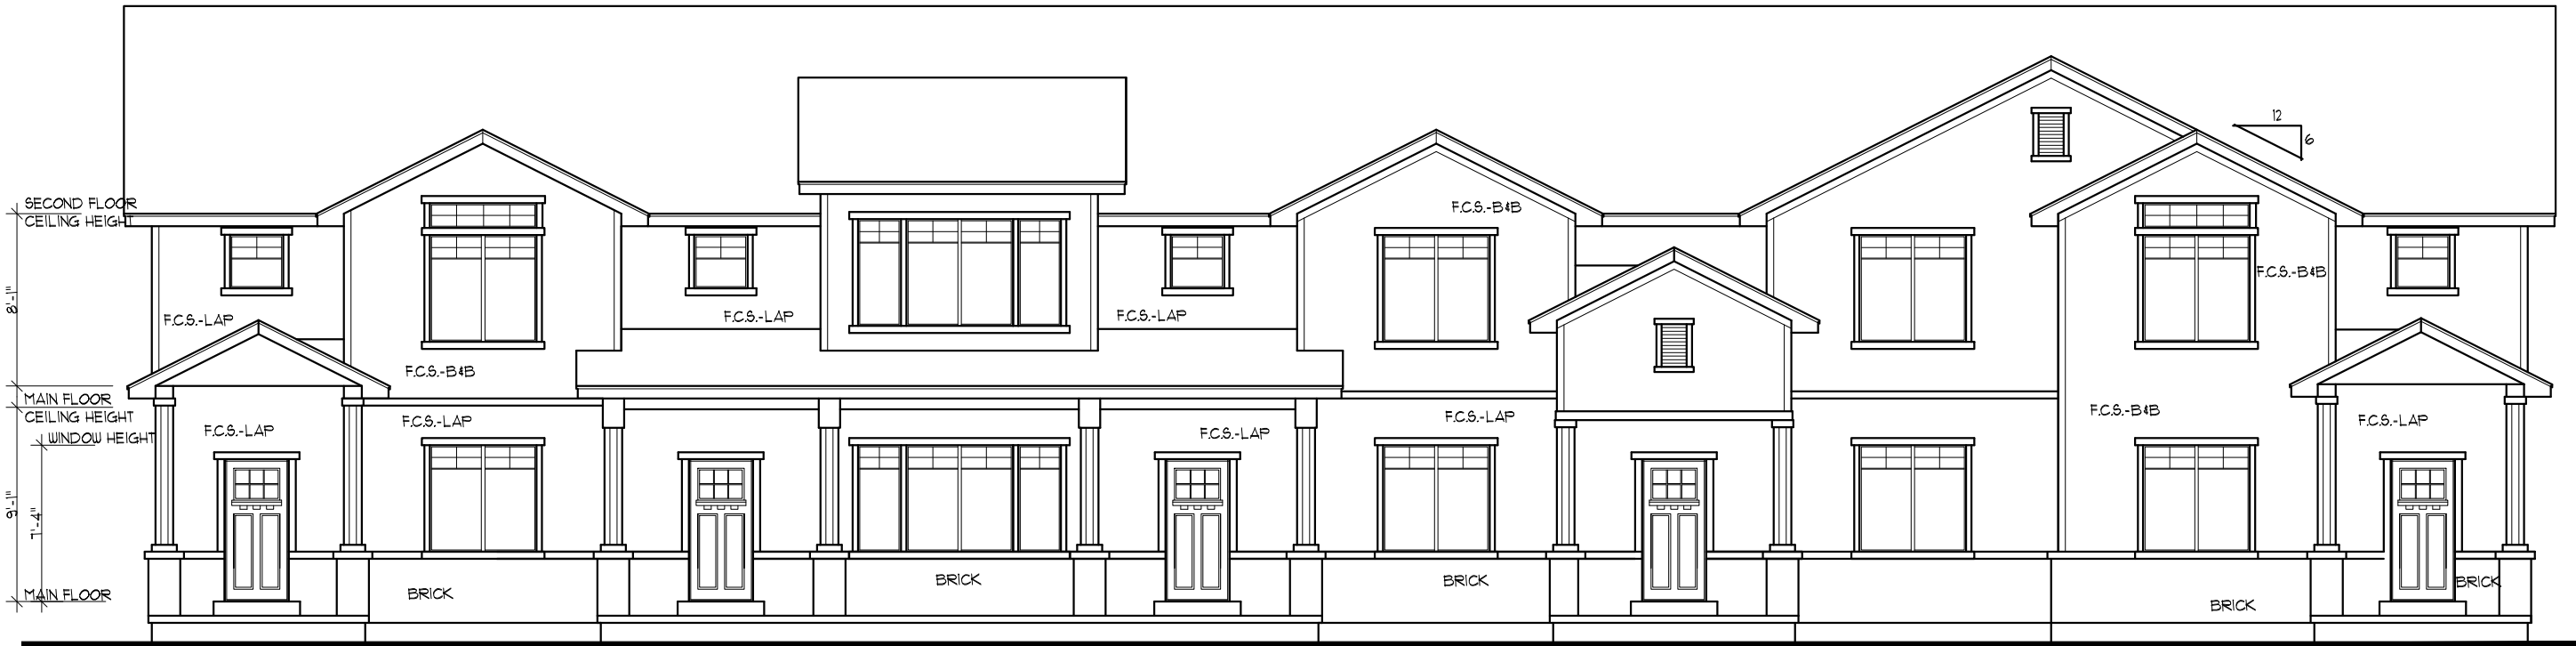 12
6
SECOND FLOOR
CEILING HEIGHT
F.C.S.-B&B
F.C.S.-B&B
8'-1"
F.C.S.-LAP
F.C.S.-LAP
F.C.S.-LAP
F.C.S.-B&B
MAIN FLOOR
CEILING HEIGHT
F.C.S.-LAP
F.C.S.-LAP
F.C.S.-B&B
F.C.S.-LAP
F.C.S.-LAP
F.C.S.-LAP
WINDOW HEIGHT
9'-1"
7'-4"
MAIN FLOOR
BRICK
BRICK
BRICK
BRICK
BRICK